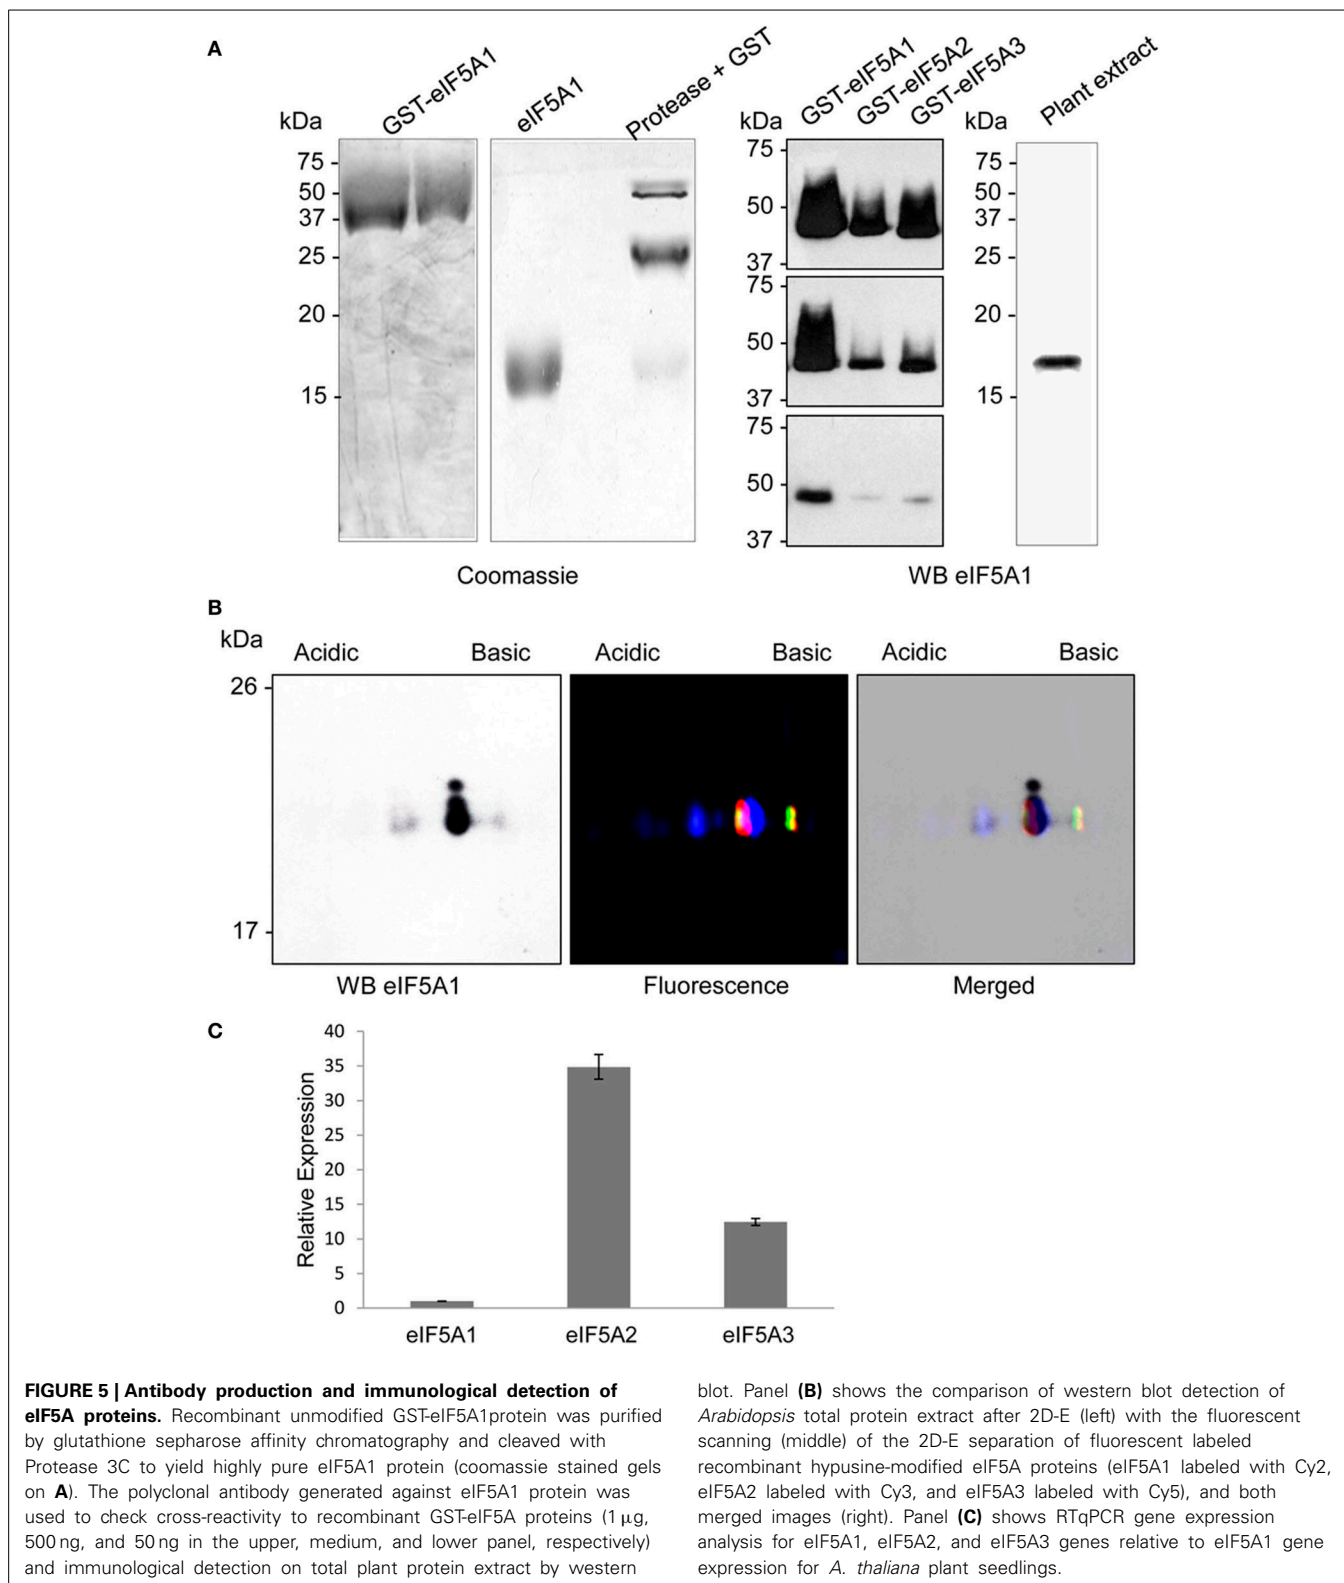 A
GST-eIF5A1
eIF5A1
Protease + GST
GST-eIF5A1
GST-eIF5A2
GST-eIF5A3
Plant extract
kDa
75
50
37
25
20
15
kDa
75
50
37
75
50
37
75
50
37
kDa
75
50
37
25
20
15
Coomassie
WB eIF5A1
B
kDa
26
17
Acidic Basic
Acidic Basic
Acidic Basic
WB eIF5A1
Fluorescence
Merged
C
Relative Expression
40
35
30
25
20
15
10
5
0
eIF5A1
eIF5A2
eIF5A3
FIGURE 5 | Antibody production and immunological detection of
eIF5A proteins. Recombinant unmodified GST-eIF5A1protein was purified
by glutathione sepharose affinity chromatography and cleaved with
Protease 3C to yield highly pure eIF5A1 protein (coomassie stained gels
on A). The polyclonal antibody generated against eIF5A1 protein was
used to check cross-reactivity to recombinant GST-eIF5A proteins (1 μg,
500 ng, and 50 ng in the upper, medium, and lower panel, respectively)
and immunological detection on total plant protein extract by western
blot. Panel (B) shows the comparison of western blot detection of
Arabidopsis total protein extract after 2D-E (left) with the fluorescent
scanning (middle) of the 2D-E separation of fluorescent labeled
recombinant hypusine-modified eIF5A proteins (eIF5A1 labeled with Cy2,
eIF5A2 labeled with Cy3, and eIF5A3 labeled with Cy5), and both
merged images (right). Panel (C) shows RTqPCR gene expression
analysis for eIF5A1, eIF5A2, and eIF5A3 genes relative to eIF5A1 gene
expression for A. thaliana plant seedlings.